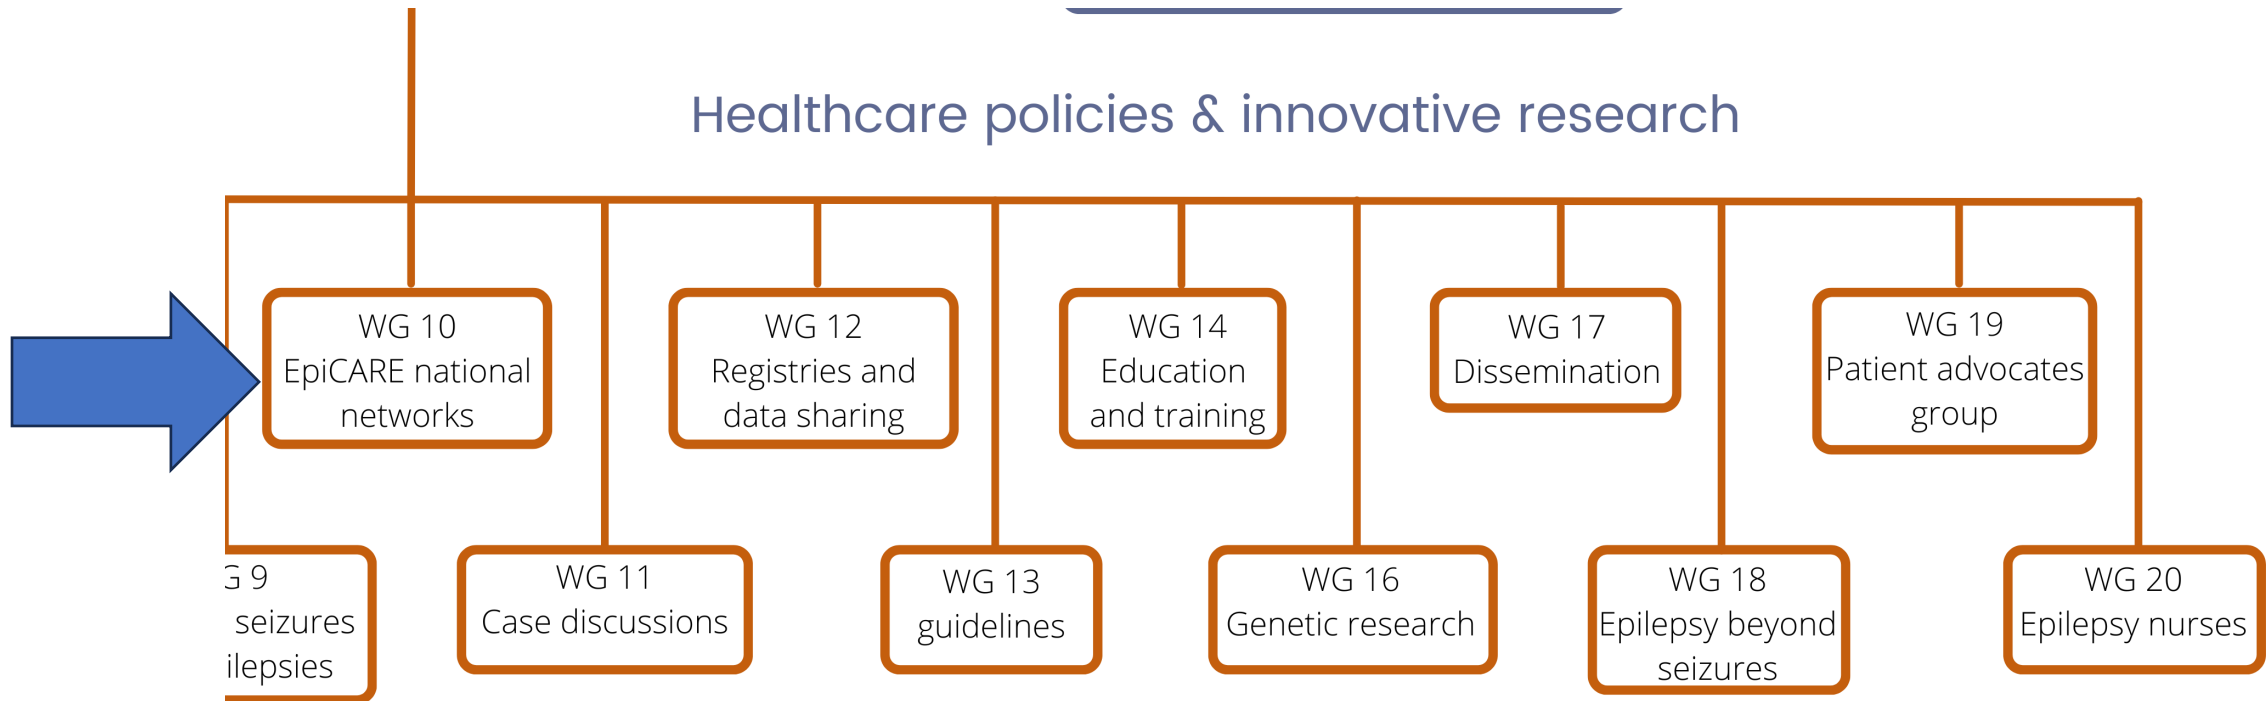 Healthcare policies & innovative research
WG 10
EpiCARE national
networks
WG 12
Registries and
data sharing
WG 14
Education
and training
WG 17
Dissemination
WG 19
Patient advocates
group
9
seizures
WG 11
Case discussions
WG 13
guidelines
WG 16
Genetic research
WG 18
Epilepsy beyond
seizures
WG 20
Epilepsy nurses